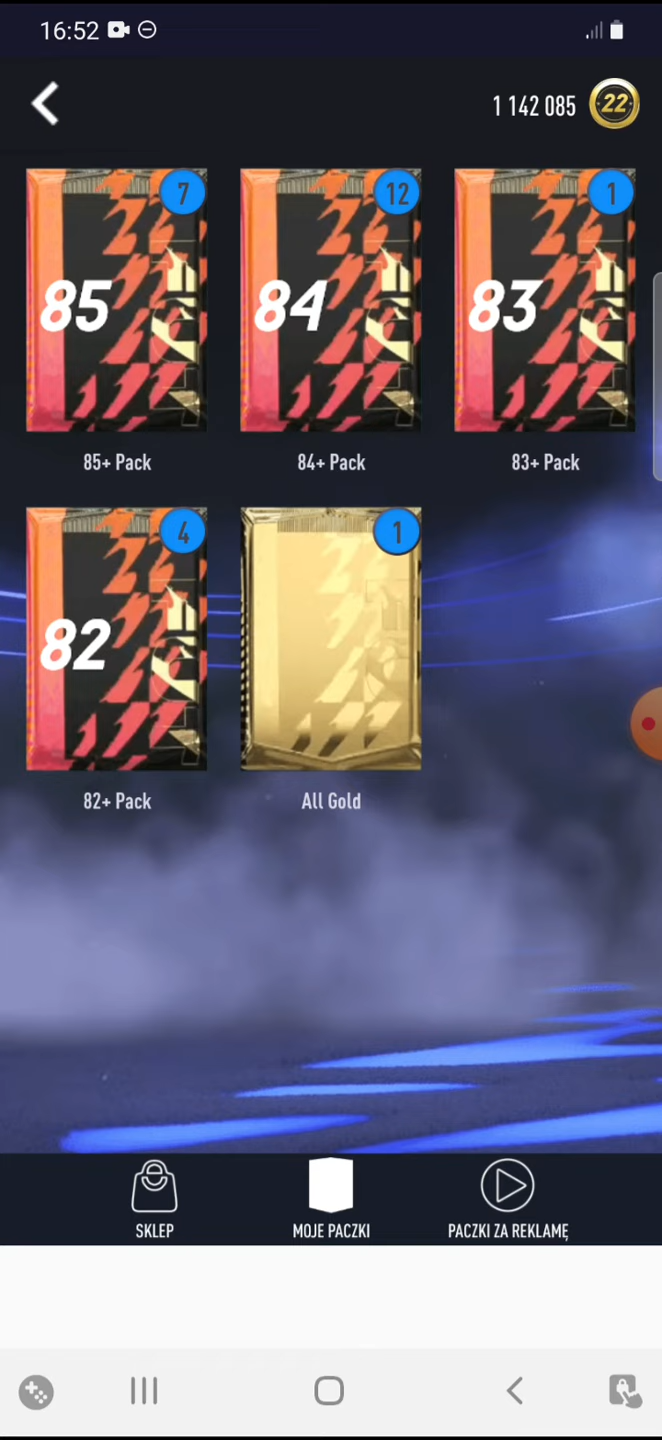 16:52
1 142 085
22
7
12
1
85
84
83
85+ Pack
84+ Pack
83+ Pack
4
1
82
82+ Pack
All Gold
SKLEP
MOJE PACZKI
PACZKI ZA REKLAMĘ